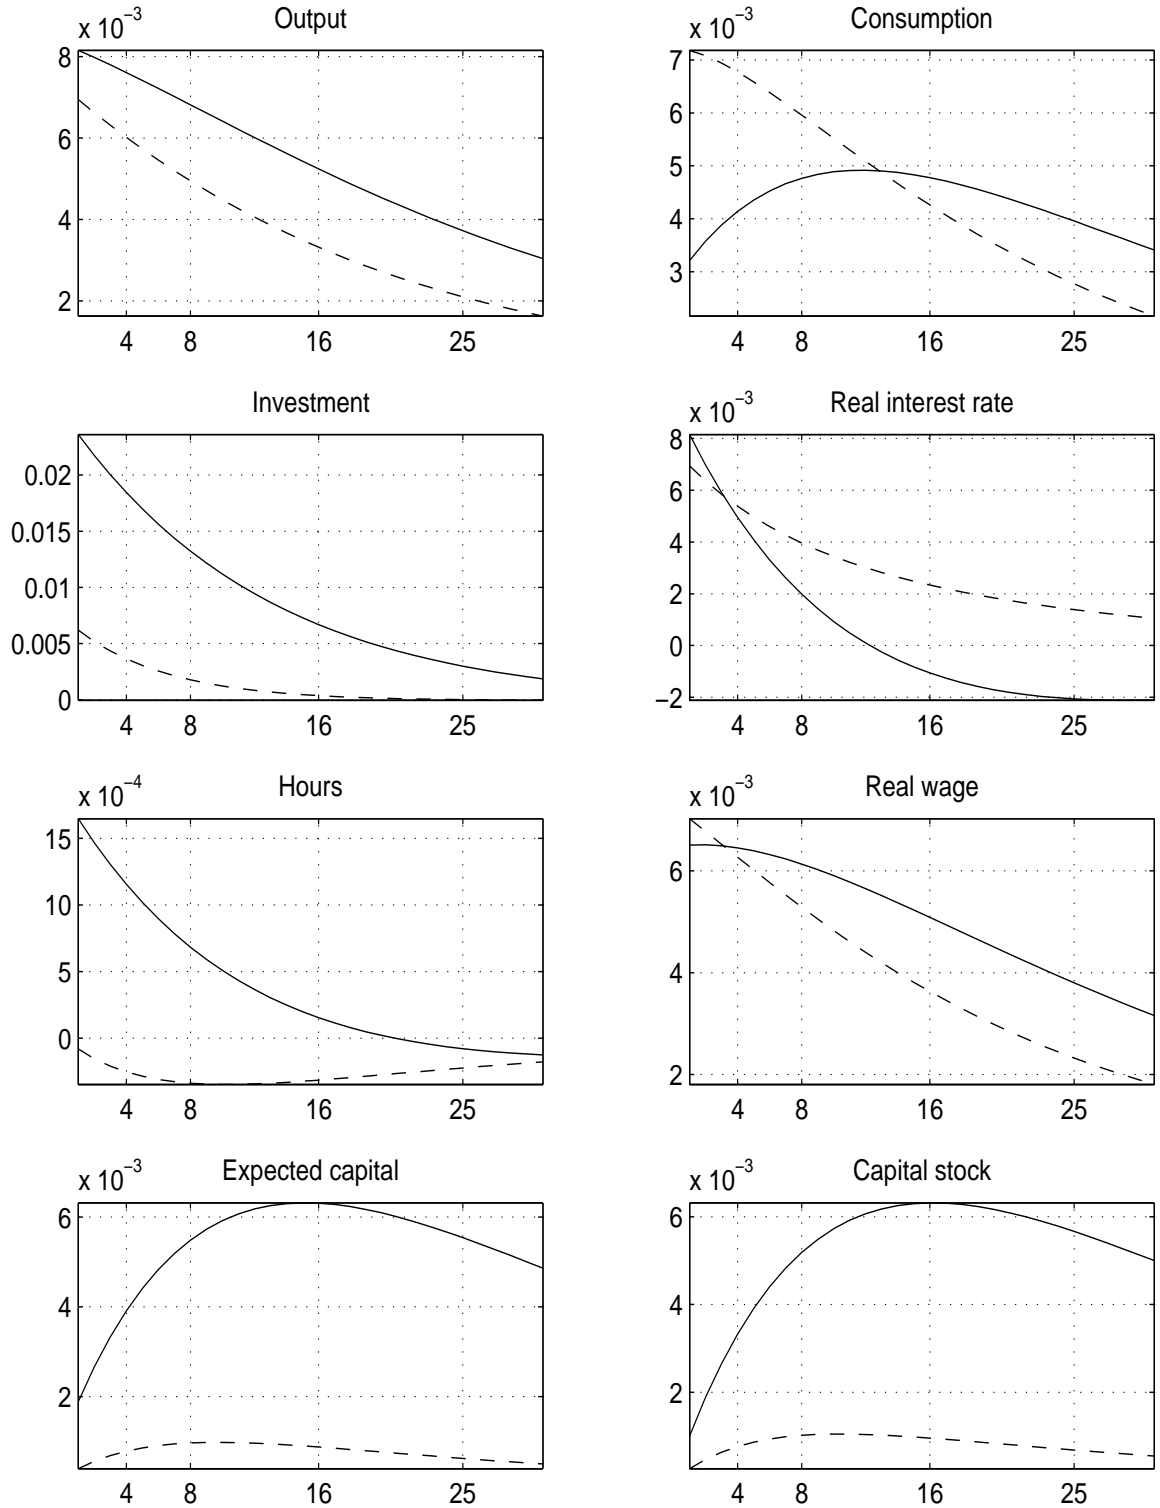 Output
x 10−3
8
6
4
2
4 8 16 25
Consumption
x 10−3
7
6
5
4
3
4 8 16 25
Investment
0.02
0.015
0.01
0.005
0
4 8 16 25
Real interest rate
x 10−3
8
6
4
2
0
−2
4 8 16 25
Hours
x 10−4
15
10
5
0
4 8 16 25
Real wage
x 10−3
6
4
2
4 8 16 25
Expected capital
x 10−3
6
4
2
4 8 16 25
Capital stock
x 10−3
6
4
2
4 8 16 25